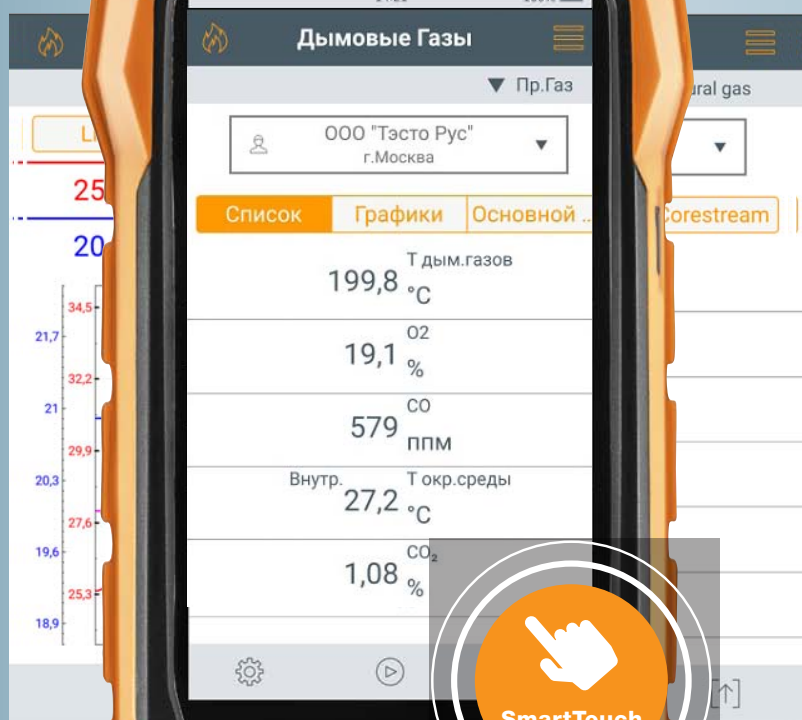 Дымовые Газы
Пр.Газ
ООО "Тэсто Рус"
г.Москва
Список
Графики
Основной ..
Т дым.газов
199,8 °C
O2
19,1 %
CO
579 ппм
Внутр.
Т окр.среды
27,2 °C
CO₂
1,08 %
SmartTouch
25
20
34,5
21,7
32,2
21
29,9
20,3
27,6
19,6
25,3
18,9
gas